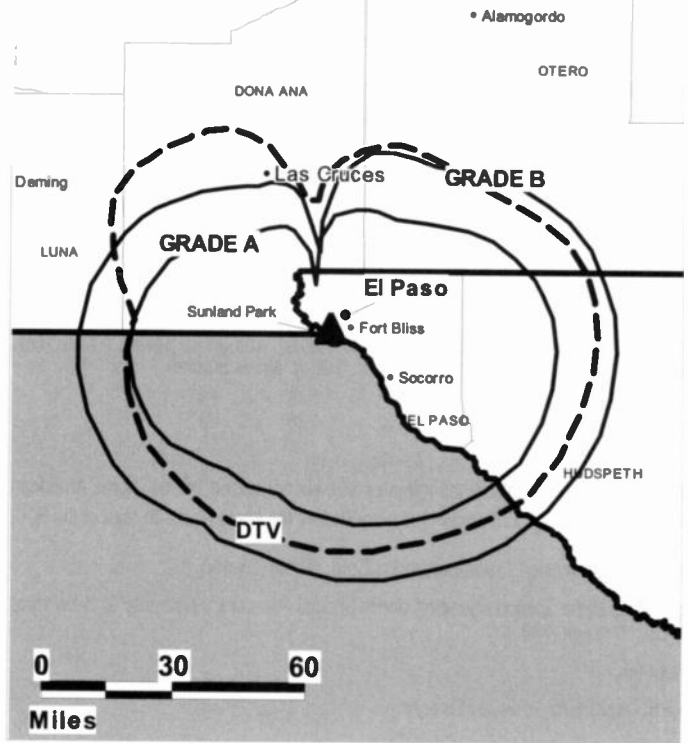 Alamogordo
OTERO
DONA ANA
Las Cruces
Deming
GRADE B
LUNA
GRADE A
El Paso
Sunland Park
Fort Bliss
Socorro
EL PASO
HUDSPETH
DTV
0 30 60
Miles